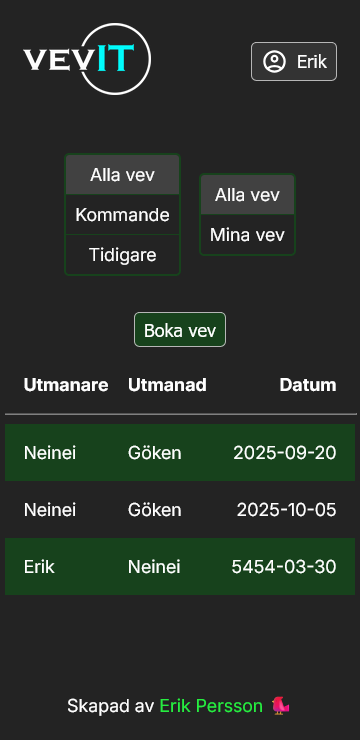 VEVIT
Erik
Alla vev
Kommande
Tidigare
Alla vev
Mina vev
Boka vev
Utmanare Utmanad Datum
Neinei Göken 2025-09-20
Neinei Göken 2025-10-05
Erik Neinei 5454-03-30
Skapad av Erik Persson